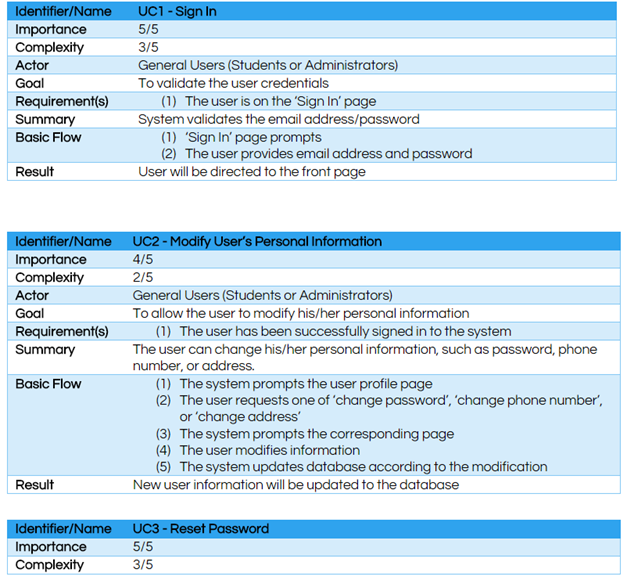 Identifier/Name UC1 - Sign In
Importance 5/5
Complexity 3/5
Actor General Users (Students or Administrators)
Goal To validate the user credentials
Requirement(s) (1) The user is on the 'Sign In' page
Summary System validates the email address/password
Basic Flow (1) 'Sign In' page prompts
(2) The user provides email address and password
Result User will be directed to the front page
Identifier/Name UC2 - Modify User's Personal Information
Importance 4/5
Complexity 2/5
Actor General Users (Students or Administrators)
Goal To allow the user to modify his/her personal information
Requirement(s) (1) The user has been successfully signed in to the system
Summary The user can change his/her personal information, such as password, phone
number, or address.
Basic Flow (1) The system prompts the user profile page
(2) The user requests one of 'change password', 'change phone number',
or 'change address'
(3) The system prompts the corresponding page
(4) The user modifies information
(5) The system updates database according to the modification
Result New user information will be updated to the database
Identifier/Name UC3 - Reset Password
Importance 5/5
Complexity 3/5